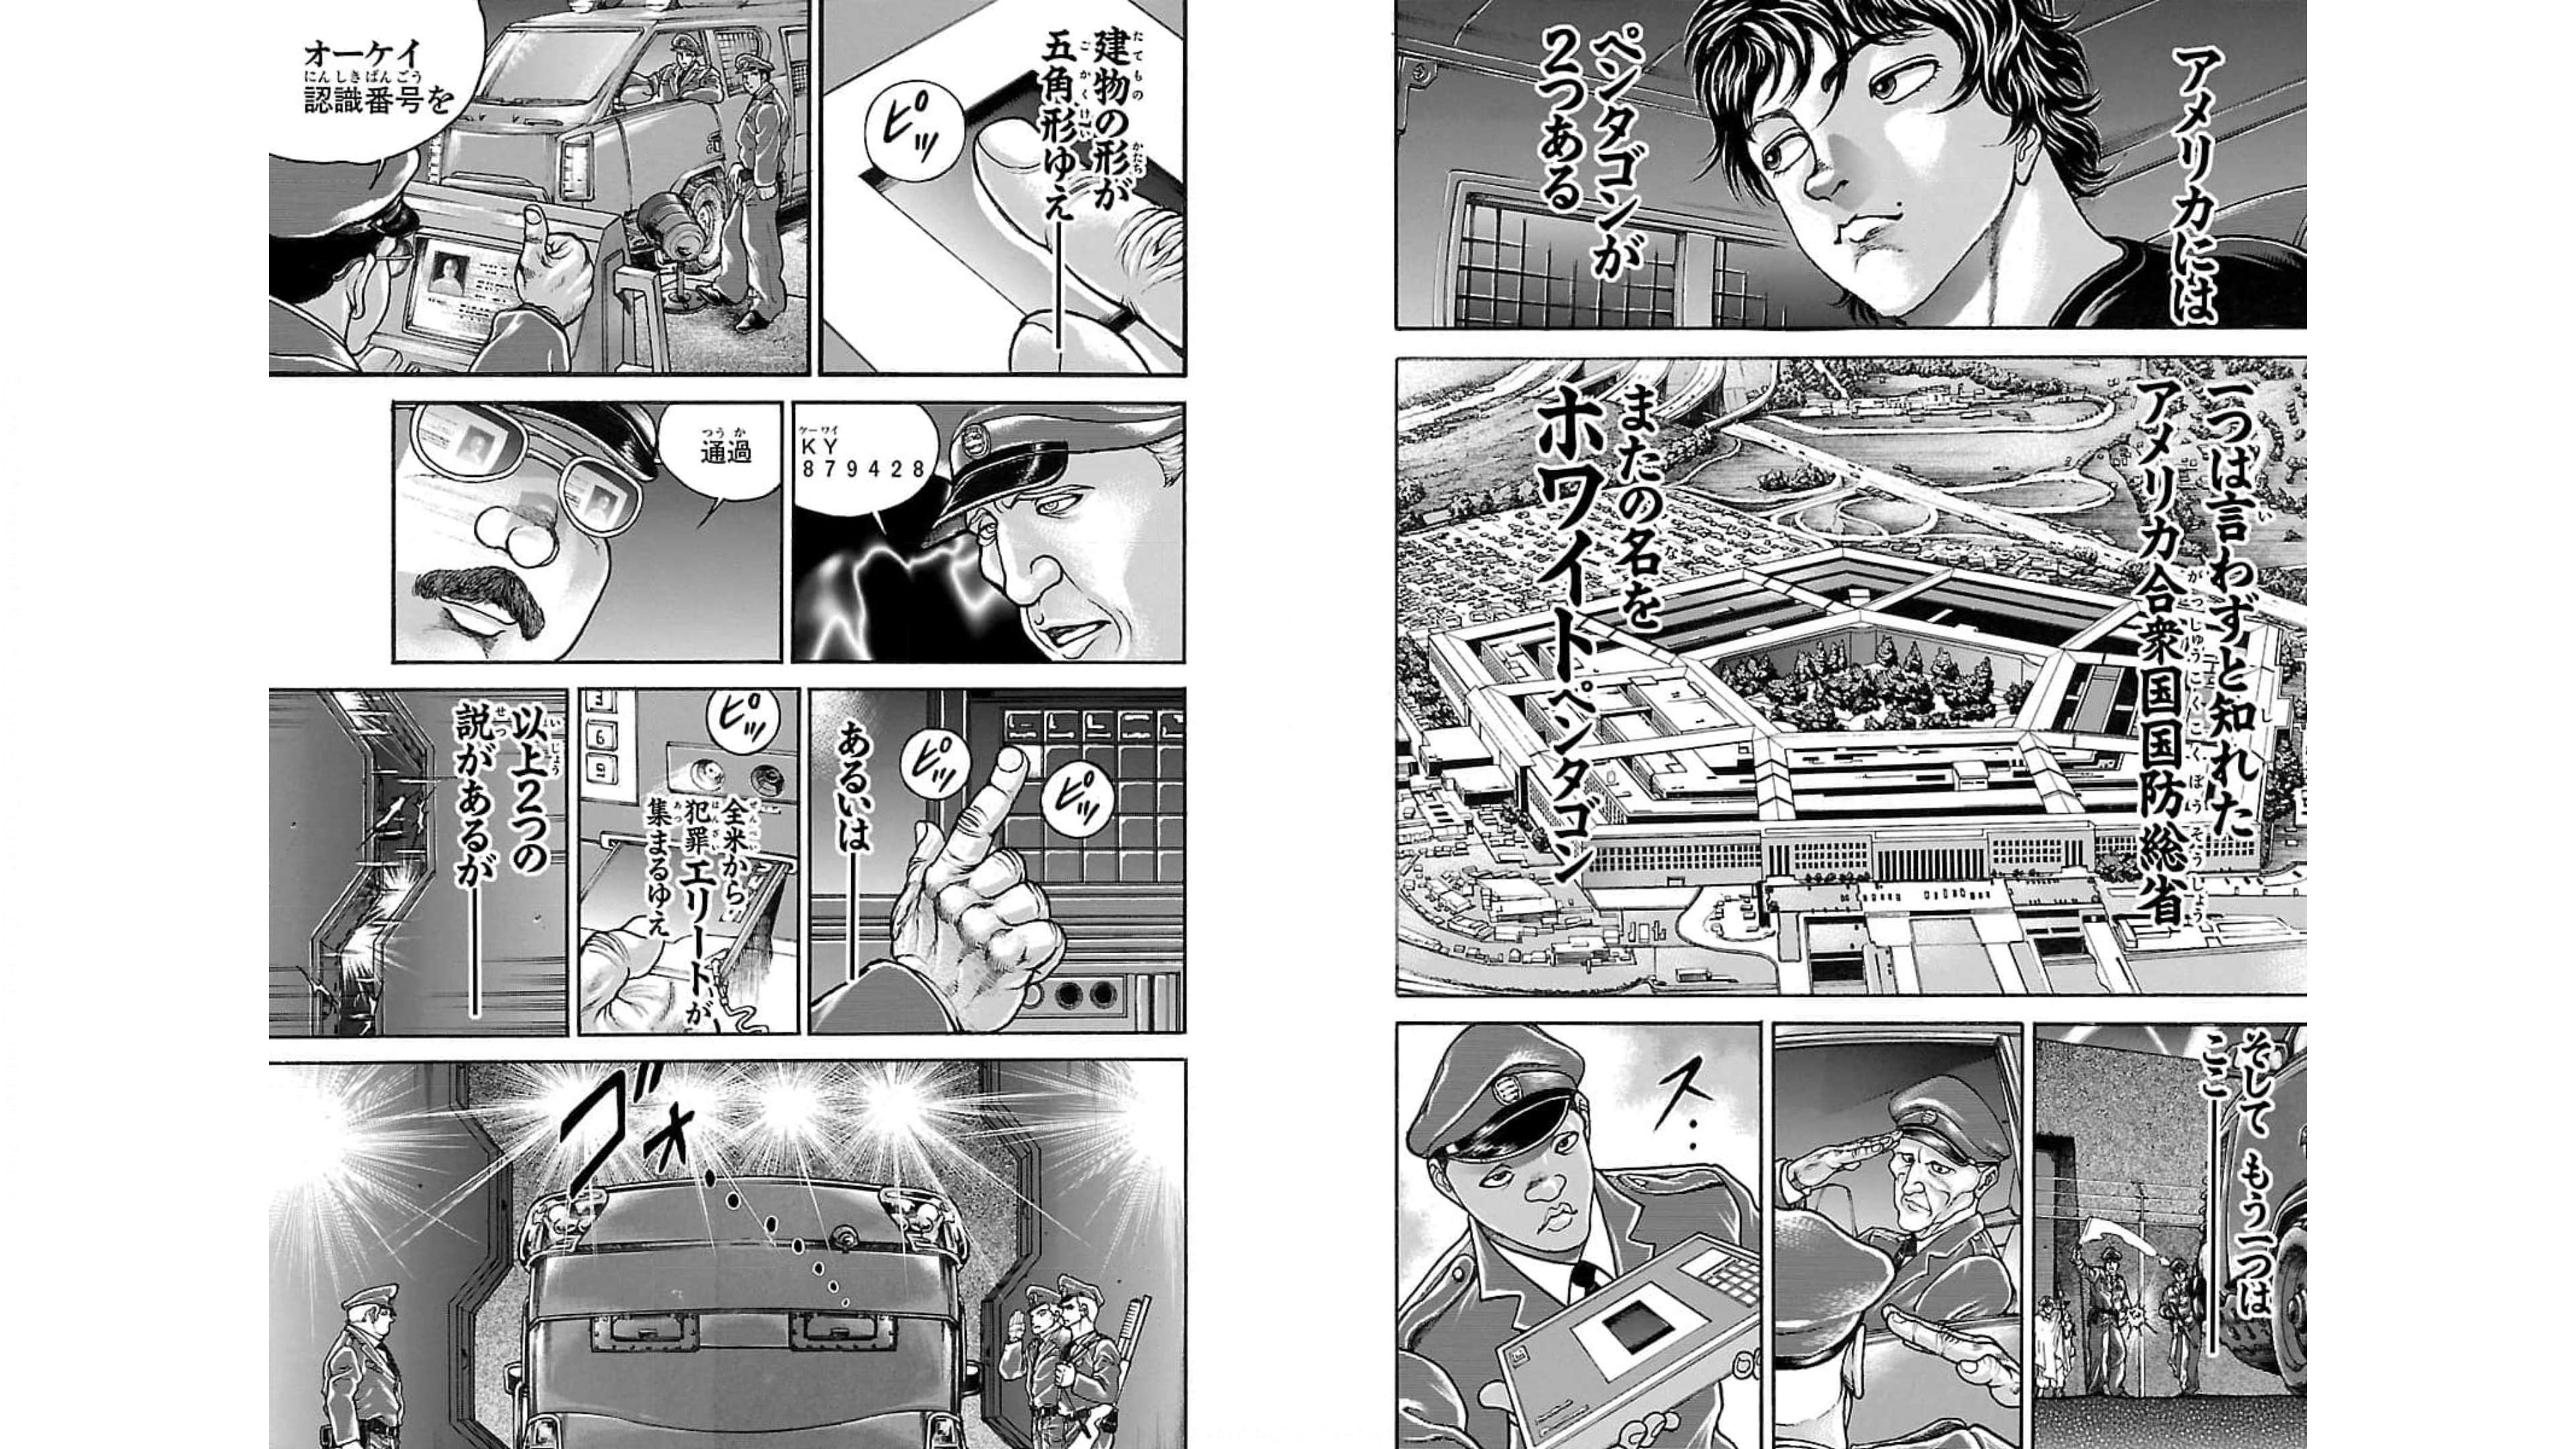 アメリカには
ペンタゴンが
2つある
一つは言わずと知れた
アメリカ合衆国国防総省
またの名を
ホワイトペンタゴン
そして もう一つは
ここ――
ス…
建物の形が
五角形ゆえ――
ピッ
オーケイ
認識番号を
KY
879428
通過
あるいは――
ピッ
ピッ
ピッ
全米から
犯罪エリートが
集まるゆえ
3
6
9
以上2つの
説があるが――
ゴォ